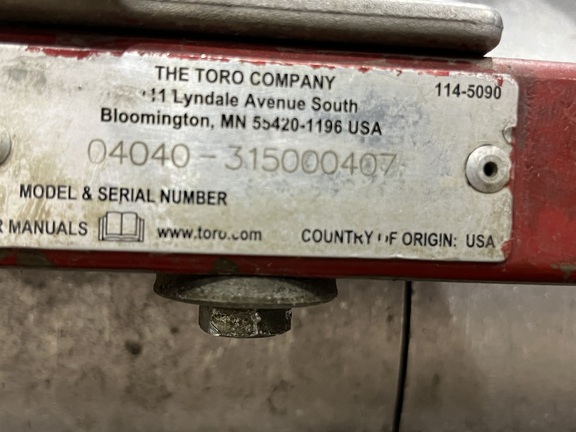 THE TORO COMPANY
114-5090
11 Lyndale Avenue South
Bloomington, MN 55420-1196 USA
04040-315000407
MODEL & SERIAL NUMBER
R MANUALS www.toro.com COUNTRY OF ORIGIN: USA